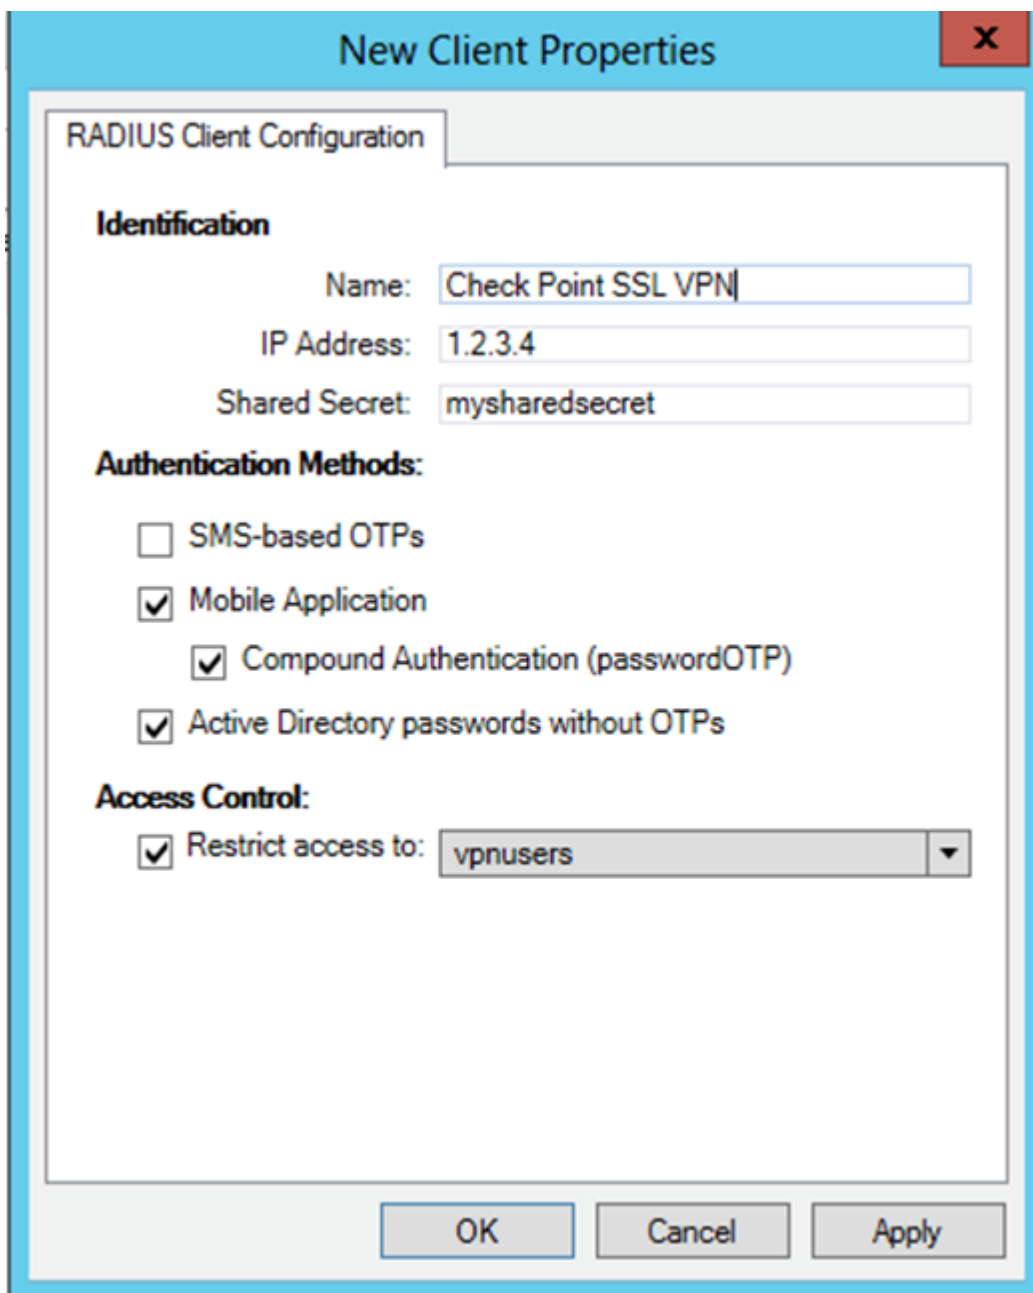 New Client Properties
x
RADIUS Client Configuration
Identification
Name: Check Point SSL VPN
IP Address: 1.2.3.4
Shared Secret: mysharedsecret
Authentication Methods:
SMS-based OTPs
Mobile Application
Compound Authentication (passwordOTP)
Active Directory passwords without OTPs
Access Control:
Restrict access to: vpnusers
OK Cancel Apply